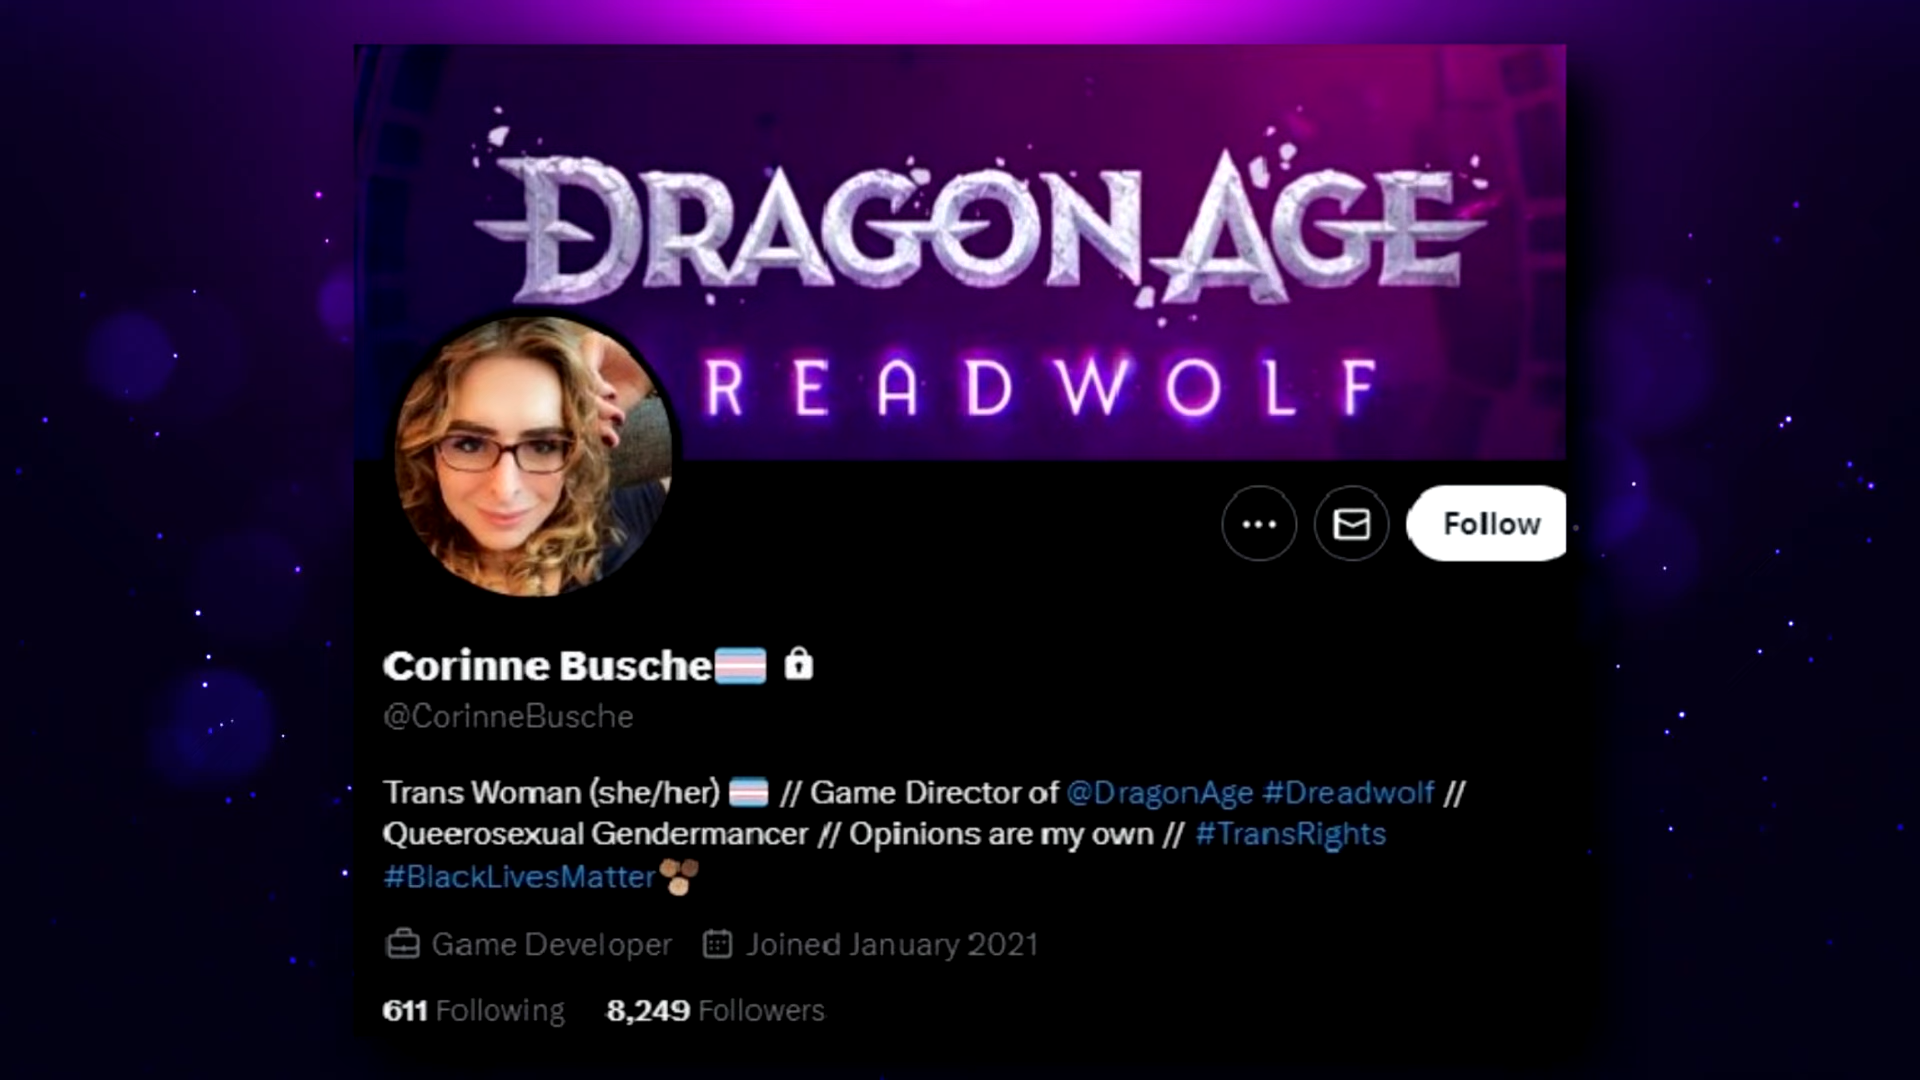 DRAGON AGE
READWOLF
Follow
Corinne Busche
@CorinneBusche
Trans Woman (she/her) // Game Director of @DragonAge #Dreadwolf //
Queerosexual Gendermancer // Opinions are my own // #TransRights
#BlackLivesMatter
Game Developer Joined January 2021
611 Following 8,249 Followers